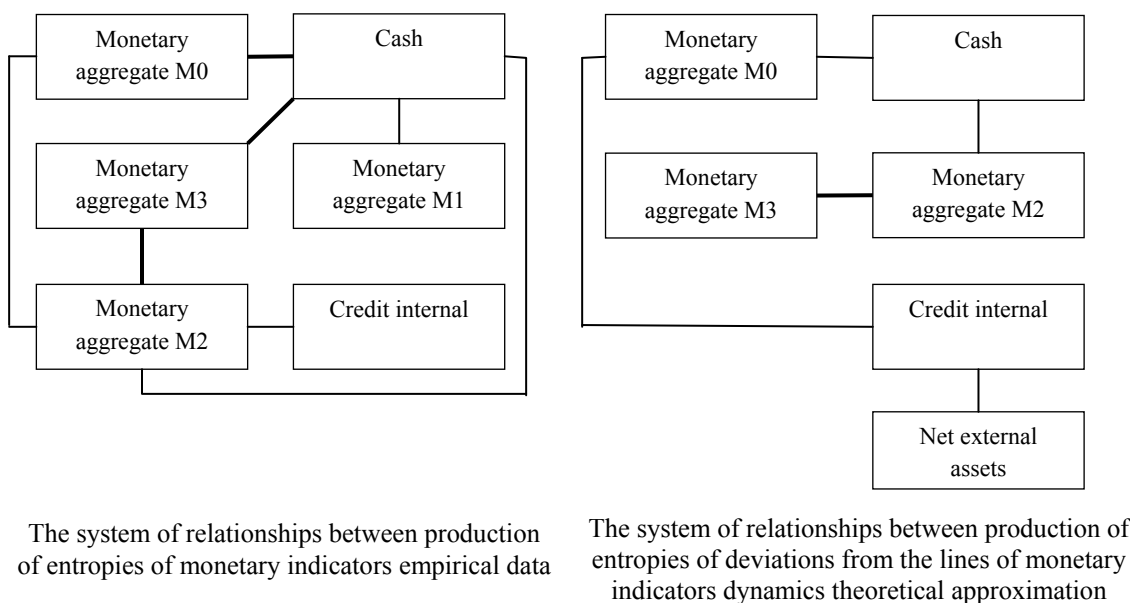 Monetary
aggregate M0
Cash
Monetary
aggregate M3
Monetary
aggregate M1
Monetary
aggregate M2
Credit internal
The system of relationships between production
of entropies of monetary indicators empirical data
Monetary
aggregate M0
Cash
Monetary
aggregate M3
Monetary
aggregate M2
Credit internal
Net external
assets
The system of relationships between production of
entropies of deviations from the lines of monetary
indicators dynamics theoretical approximation